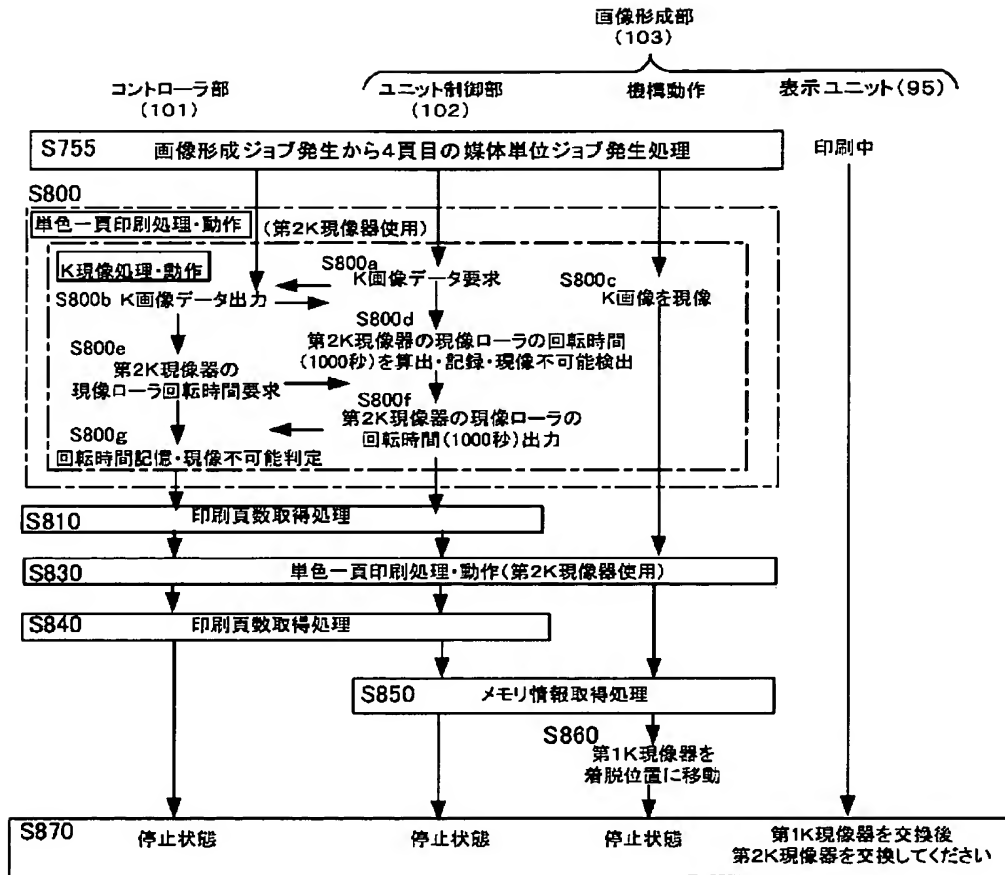 画像形成部
(103)
コントローラ部
(101)
ユニット制御部
(102)
機構動作
表示ユニット(95)
S755 画像形成ジョブ発生から4頁目の媒体単位ジョブ発生処理
印刷中
S800
単色一頁印刷処理・動作 (第2K現像器使用)
K現像処理・動作
S800a
K画像データ要求
S800b K画像データ出力
S800c
K画像を現像
S800d
第2K現像器の現像ローラの回転時間
(1000秒)を算出・記録・現像不可能検出
S800e
第2K現像器の
現像ローラ回転時間要求
S800f
第2K現像器の現像ローラの
回転時間(1000秒)出力
S800g
回転時間記憶・現像不可能判定
S810 印刷頁数取得処理
S830 単色一頁印刷処理・動作(第2K現像器使用)
S840 印刷頁数取得処理
S850 メモリ情報取得処理
S860
第1K現像器を
着脱位置に移動
S870
停止状態
停止状態
停止状態
第1K現像器を交換後
第2K現像器を交換してください